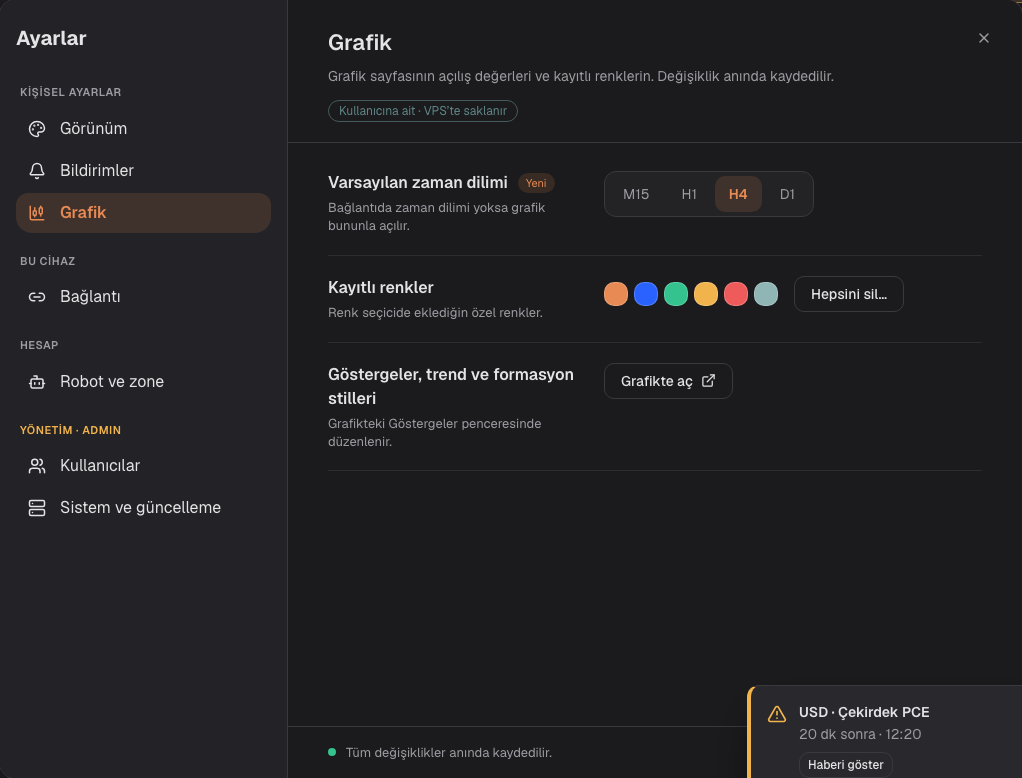 Ayarlar
KİŞİSEL AYARLAR
Görünüm
Bildirimler
Grafik
BU CİHAZ
Bağlantı
HESAP
Robot ve zone
YÖNETİM · ADMIN
Kullanıcılar
Sistem ve güncelleme
Grafik
Grafik sayfasının açılış değerleri ve kayıtlı renklerin. Değişiklik anında kaydedilir.
Kullanıcına ait · VPS'te saklanır
Varsayılan zaman dilimi Yeni
Bağlantıda zaman dilimi yoksa grafik
bununla açılır.
M15 H1 H4 D1
Kayıtlı renkler
Renk seçicide eklediğin özel renkler.
Hepsini sil...
Göstergeler, trend ve formasyon
stilleri
Grafikteki Göstergeler penceresinde
düzenlenir.
Grafikte aç
Tüm değişiklikler anında kaydedilir.
USD · Çekirdek PCE
20 dk sonra · 12:20
Haberi göster